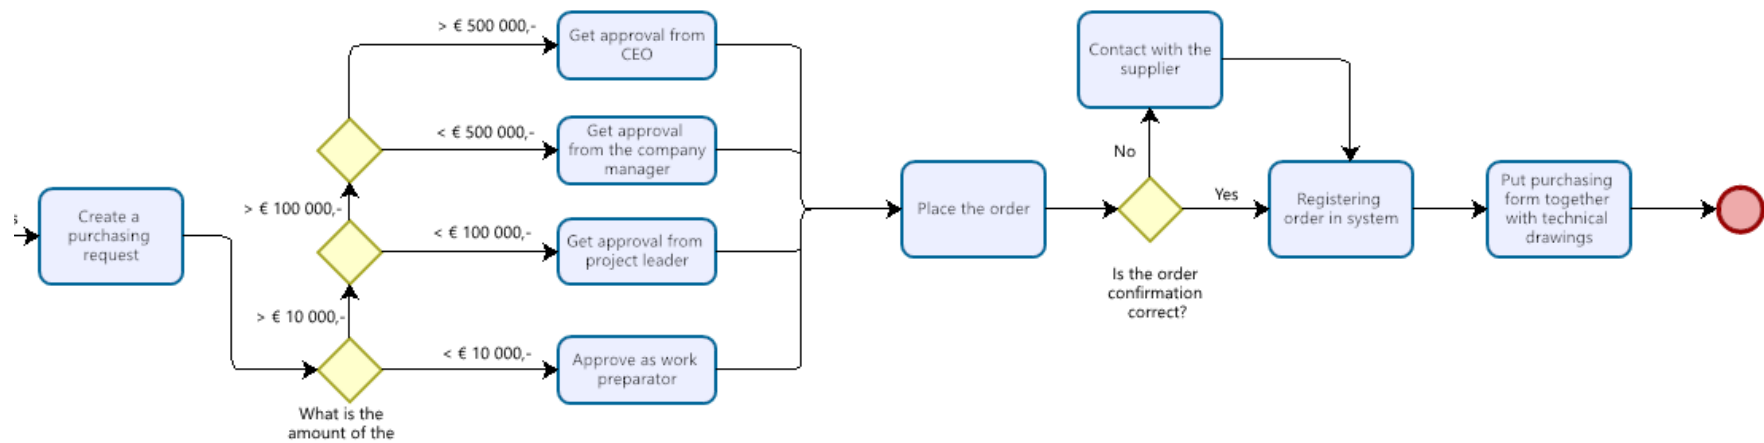 Create a
purchasing
request
What is the
amount of the
> € 10 000,-
< € 10 000,-
> € 100 000,-
< € 100 000,-
< € 500 000,-
> € 500 000,-
Get approval from
CEO
Get approval
from the company
manager
Get approval from
project leader
Approve as work
preparator
Place the order
Is the order
confirmation
correct?
No
Yes
Contact with the
supplier
Registering
order in system
Put purchasing
form together
with technical
drawings